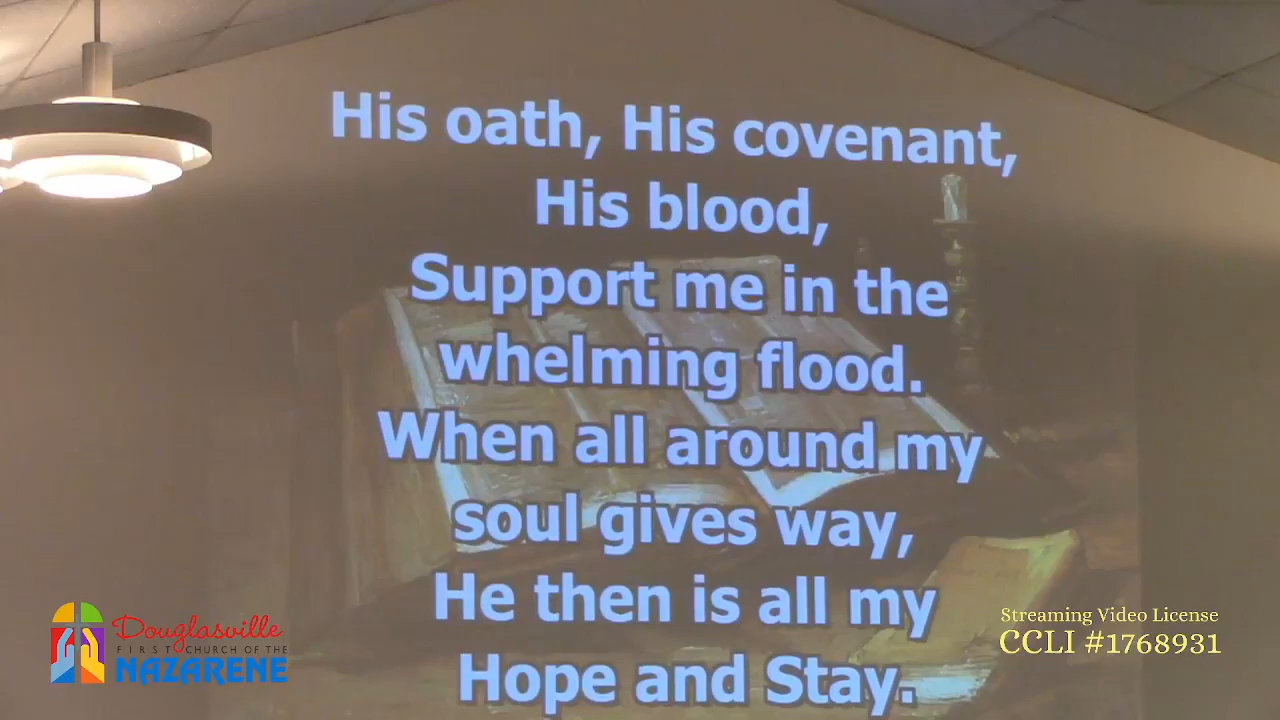 His oath, His covenant,
His blood,
Support me in the
whelming flood.
When all around my
soul gives way,
He then is all my
Hope and Stay.
Douglasville
FIRST CHURCH OF THE
NAZARENE
Streaming Video License
CCLI #1768931